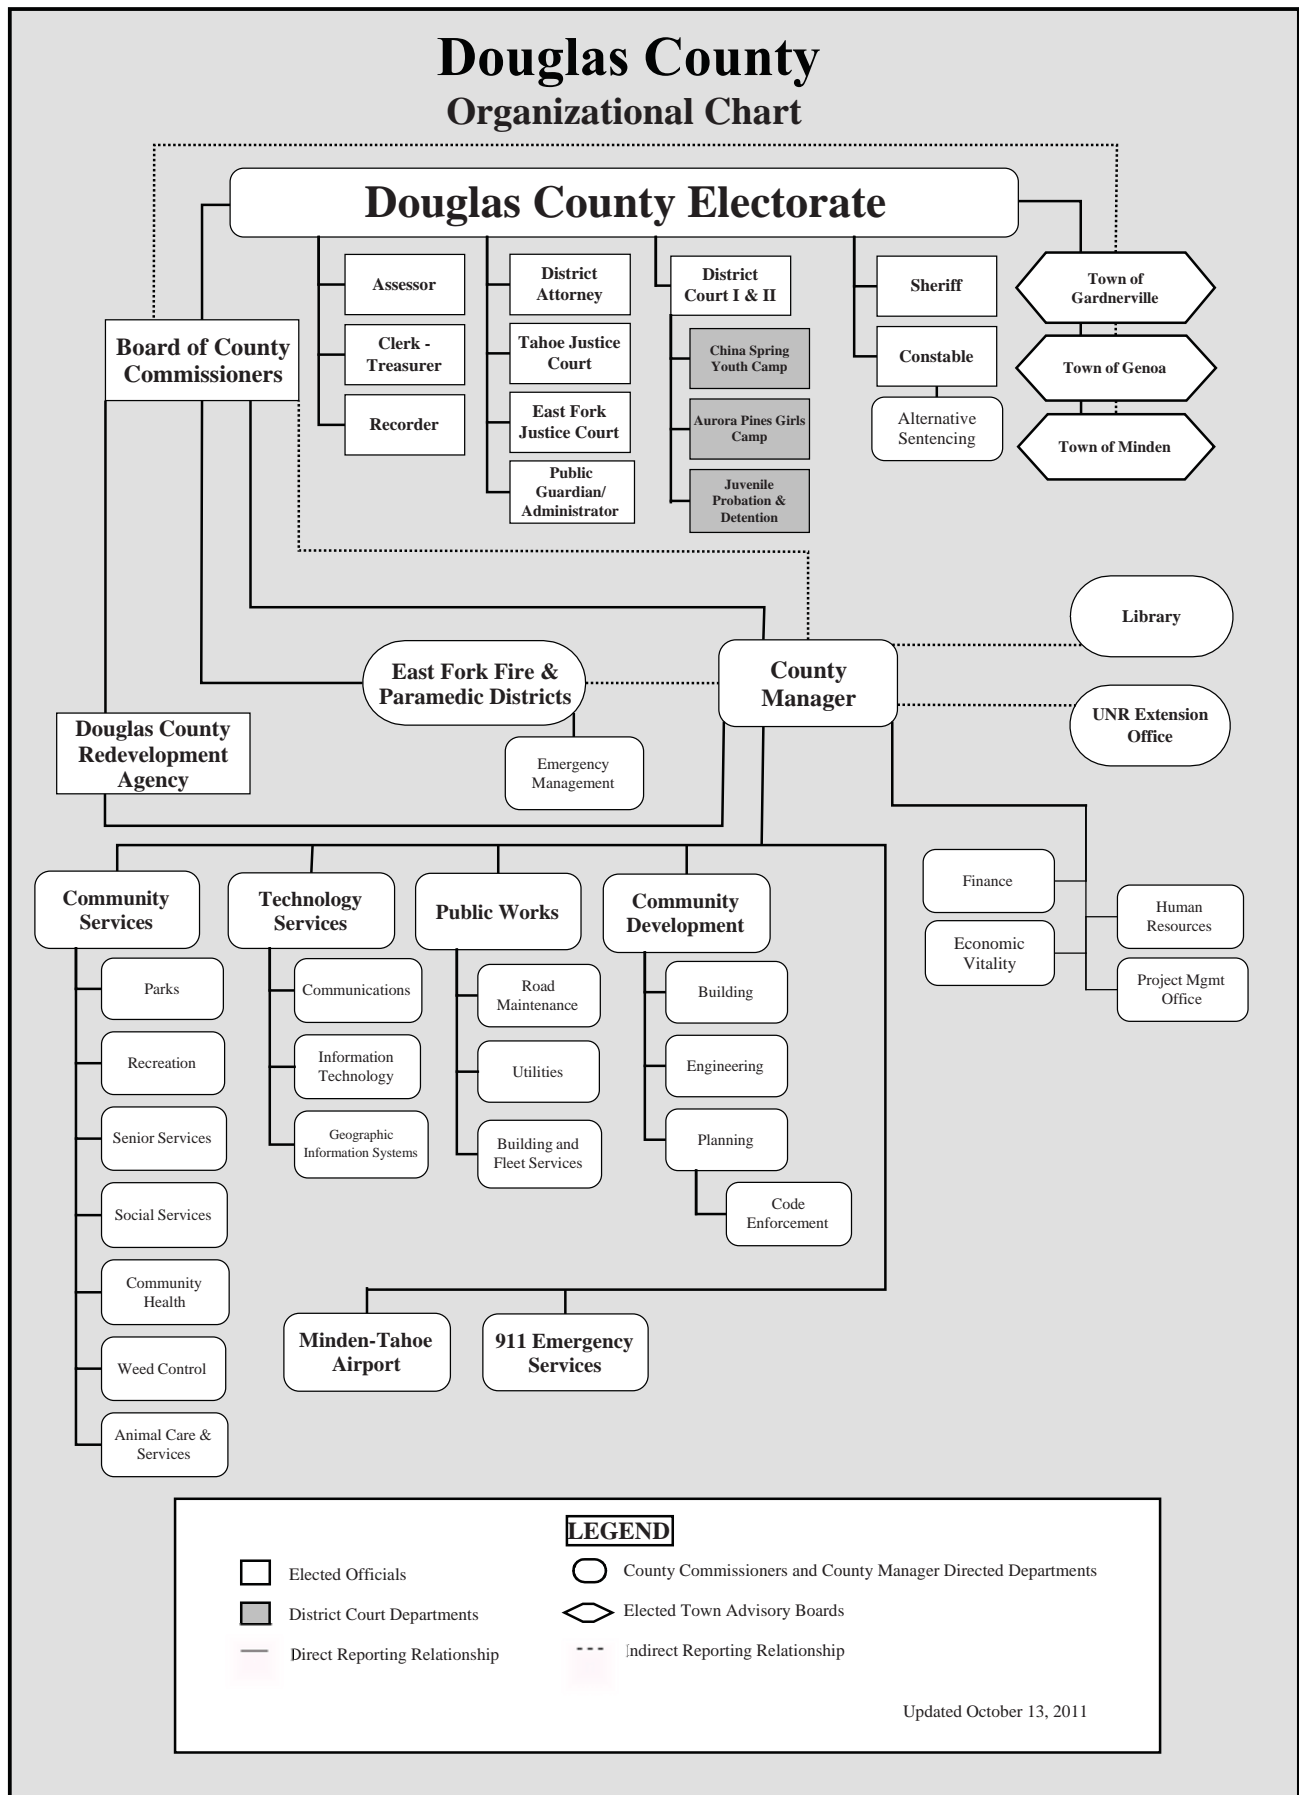 Douglas County
Organizational Chart
Douglas County Electorate
Assessor
Clerk -
Treasurer
Recorder
District
Attorney
Tahoe Justice
Court
East Fork
Justice Court
Public
Guardian/
Administrator
District
Court I & II
China Spring
Youth Camp
Aurora Pines Girls
Camp
Juvenile
Probation &
Detention
Sheriff
Constable
Alternative
Sentencing
Town of
Gardnerville
Town of Genoa
Town of Minden
Board of County
Commissioners
Library
East Fork Fire &
Paramedic Districts
County
Manager
UNR Extension
Office
Douglas County
Redevelopment
Agency
Emergency
Management
Finance
Economic
Vitality
Human
Resources
Project Mgmt
Office
Community
Services
Parks
Recreation
Senior Services
Social Services
Community
Health
Weed Control
Animal Care &
Services
Technology
Services
Communications
Information
Technology
Geographic
Information Systems
Public Works
Road
Maintenance
Utilities
Building and
Fleet Services
Community
Development
Building
Engineering
Planning
Code
Enforcement
Minden-Tahoe
Airport
911 Emergency
Services
LEGEND
Elected Officials
County Commissioners and County Manager Directed Departments
District Court Departments
Elected Town Advisory Boards
Direct Reporting Relationship
Indirect Reporting Relationship
Updated October 13, 2011